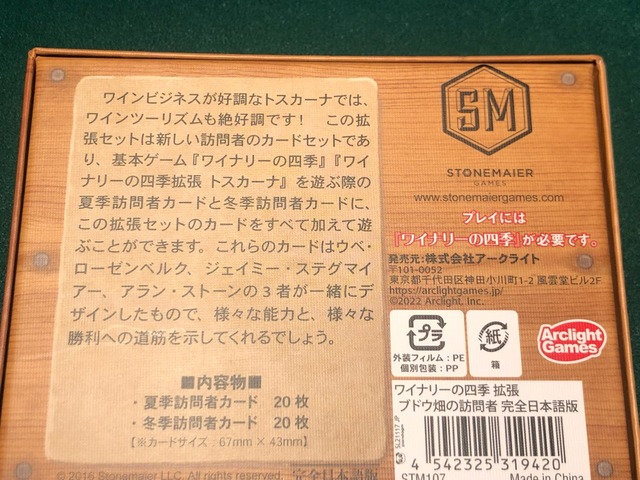 ワインビジネスが好調なトスカーナでは、
ワインツーリズムも絶好調です！ この拡
張セットは新しい訪問者のカードセットであ
り、基本ゲーム『ワイナリーの四季』『ワイ
ナリーの四季拡張 トスカーナ』を遊ぶ際の
夏季訪問者カードと冬季訪問者カードに、
この拡張セットのカードをすべて加えて遊
ぶことができます。これらのカードはウベ・
ローゼンベルク、ジェイミー・ステグマイ
アー、アラン・ストーンの3者が一緒にデ
ザインしたもので、様々な能力と、様々な
勝利への道筋を示してくれるでしょう。
■内容物■
・夏季訪問者カード 20枚
・冬季訪問者カード 20枚
【※カードサイズ：67mm×43mm】
© 2016 Stonemaier LLC. All rights reserved.
完全日本語版
SM
STONEMAIER
GAMES
www.stonemaiergames.com
プレイには
『ワイナリーの四季』が必要です。
発売元：株式会社アークライト
〒101-0052
東京都千代田区神田小川町1-2 風雲堂ビル2F
https://arclightgames.jp/
©2022 Arclight, Inc.
プラ
外装フィルム：PE
個別包装：PP
紙
箱
Arclight
Games
ワイナリーの四季 拡張
ブドウ畑の訪問者 完全日本語版
4 542325 319420
STM107
Made in China